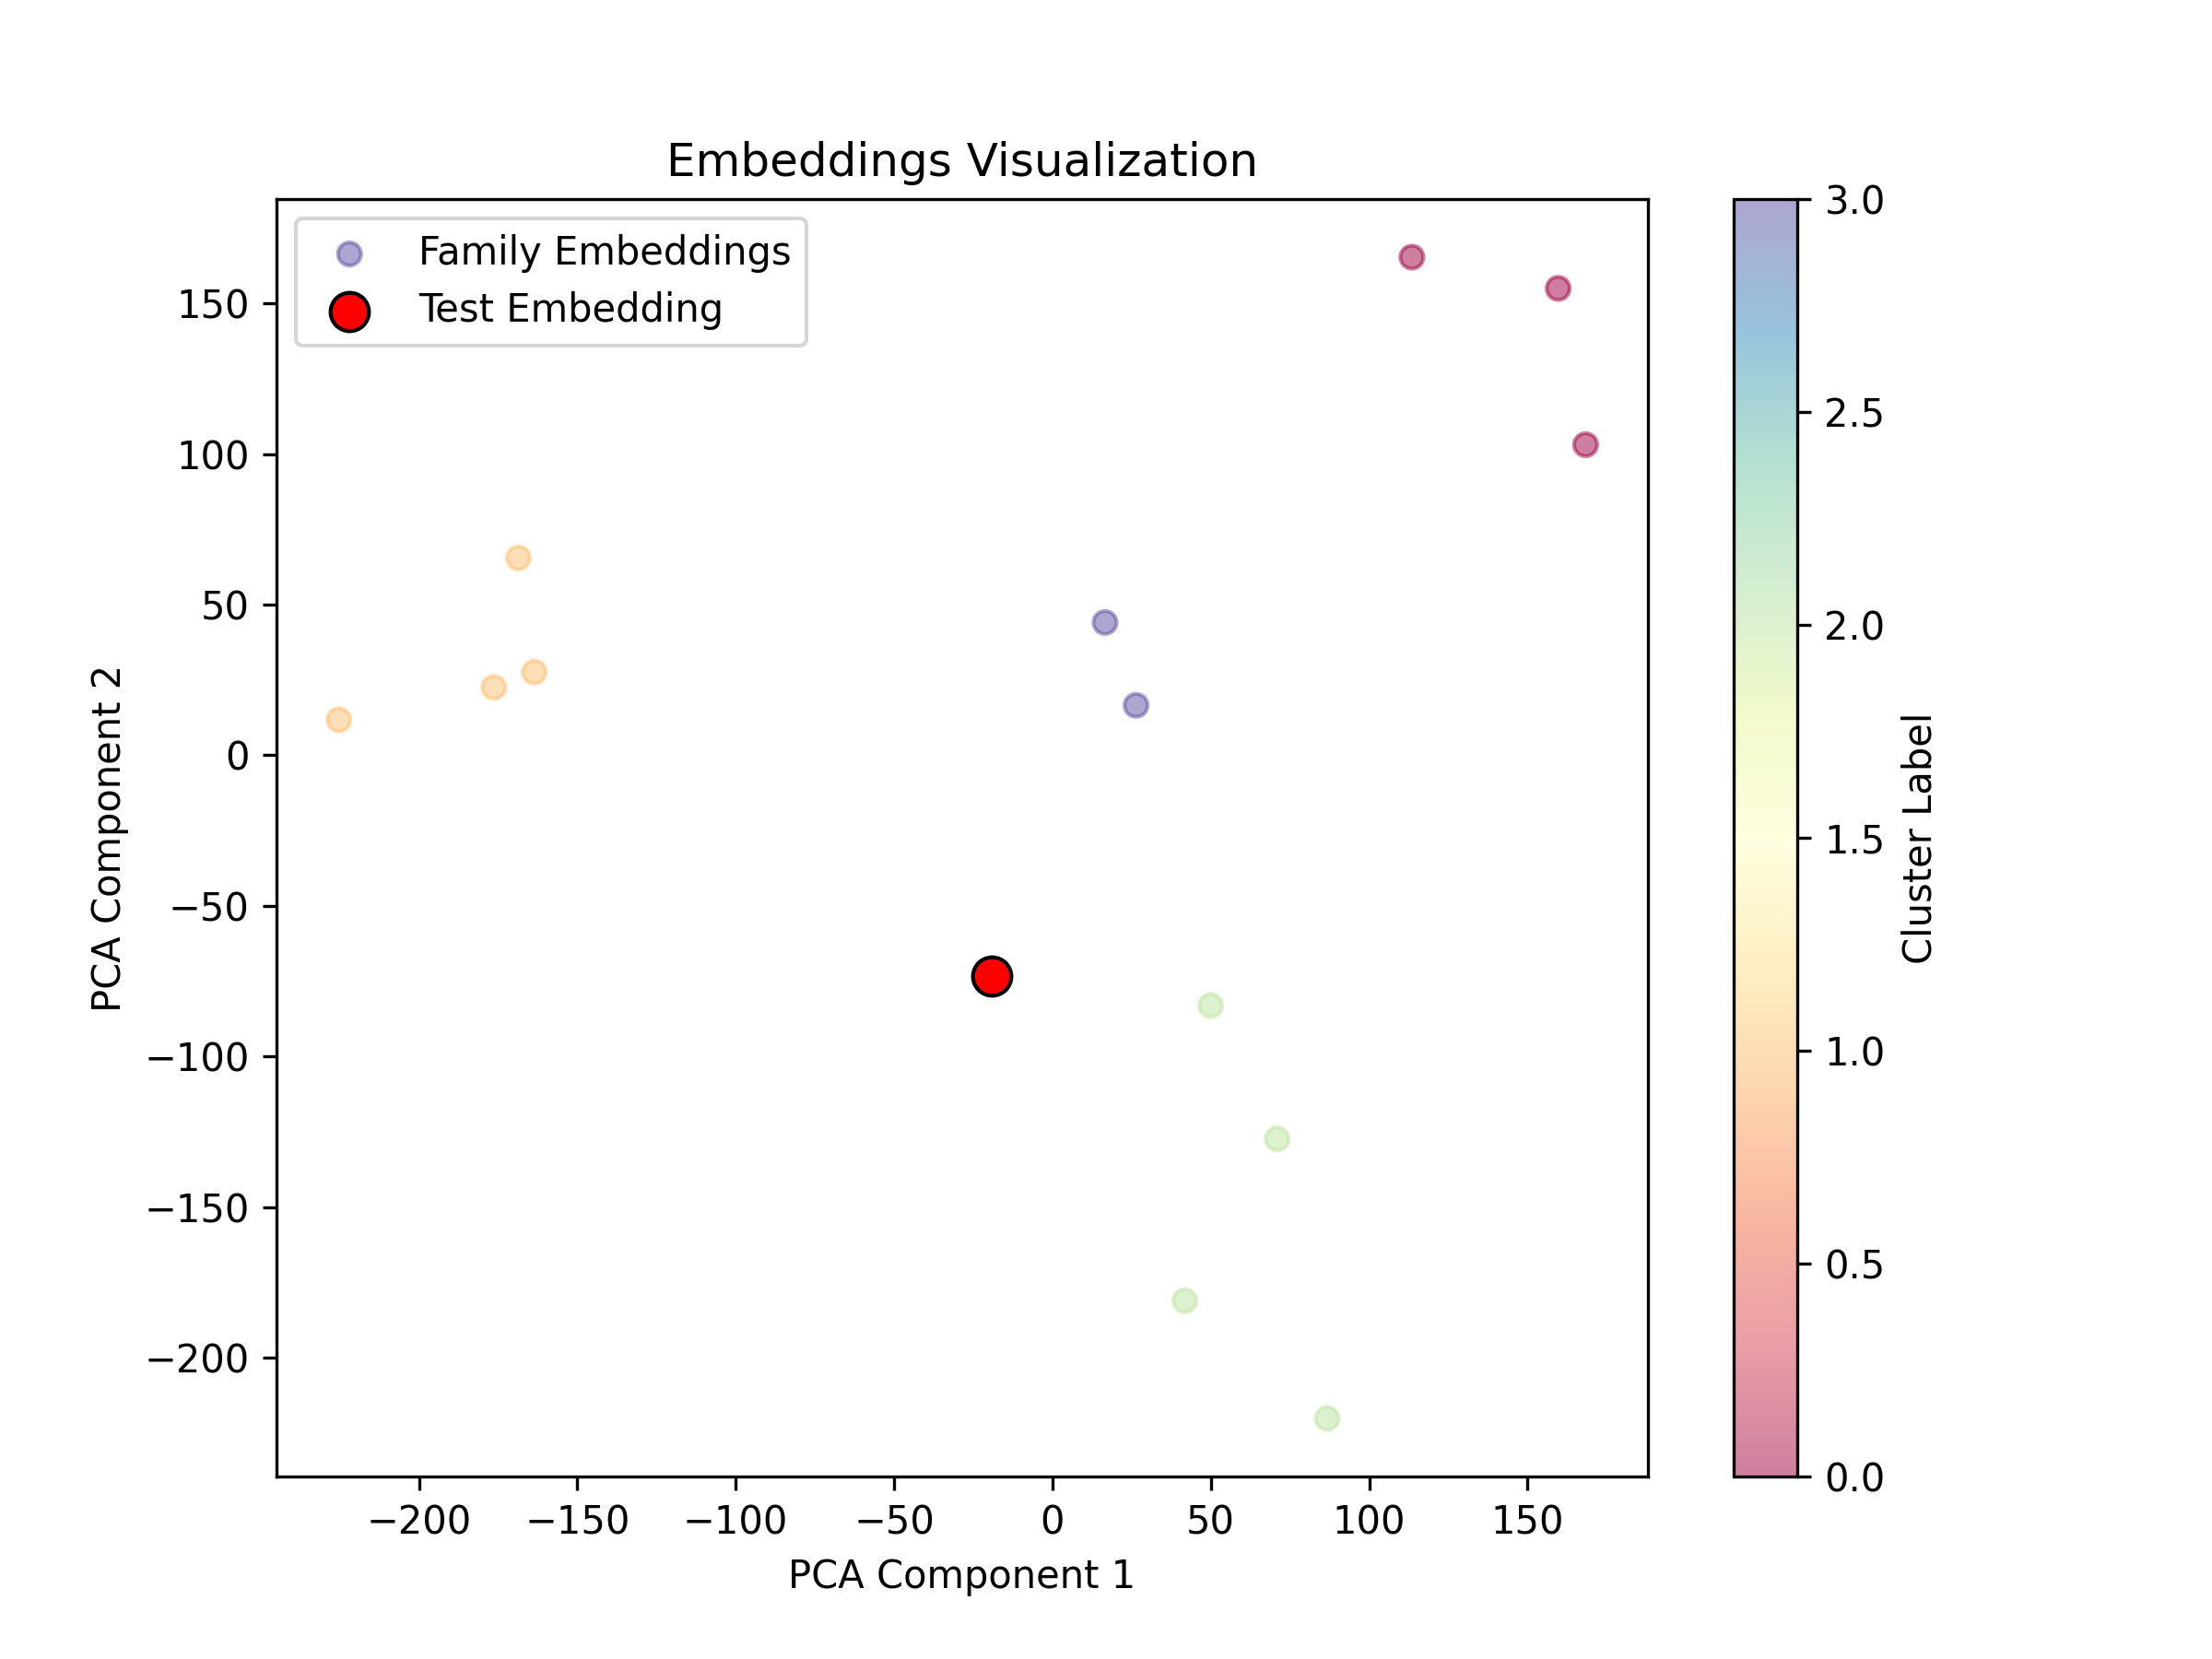 Embeddings Visualization
Family Embeddings
Test Embedding
150
100
50
0
−50
−100
−150
−200
PCA Component 2
−200 −150 −100 −50 0 50 100 150
PCA Component 1
3.0
2.5
2.0
1.5
1.0
0.5
0.0
Cluster Label